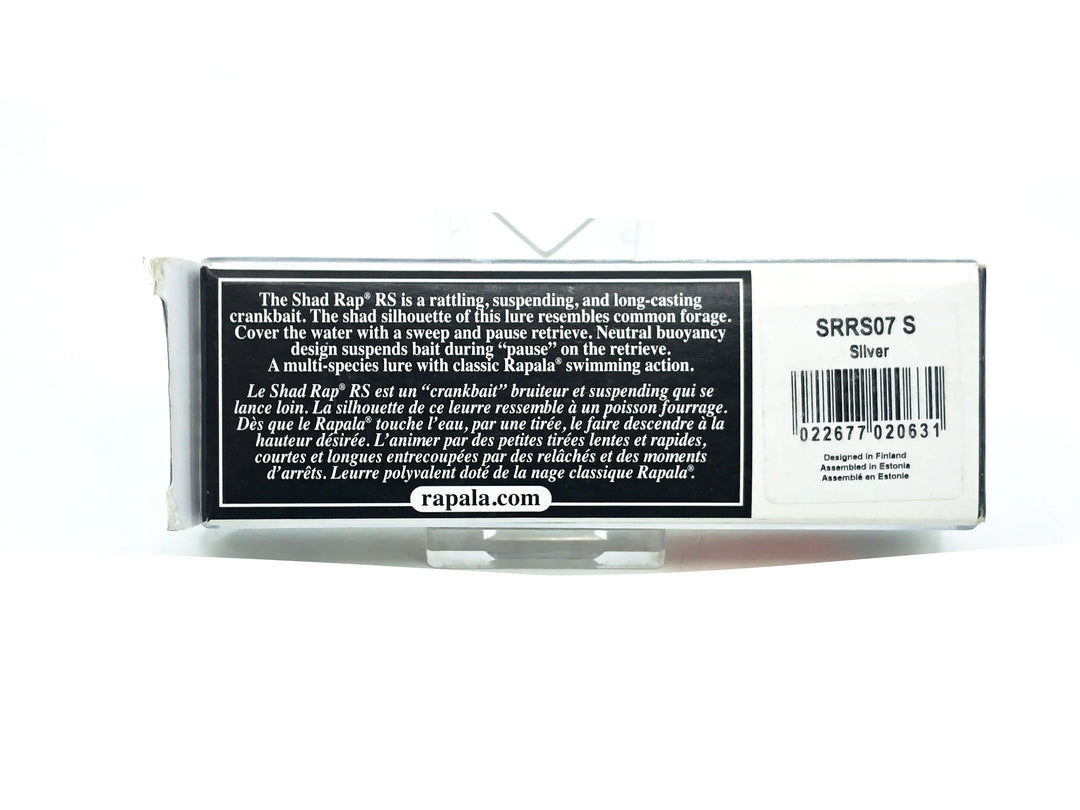 The Shad Rap® RS is a rattling, suspending, and long-casting
crankbait. The shad silhouette of this lure resembles common forage.
Cover the water with a sweep and pause retrieve. Neutral buoyancy
design suspends bait during “pause” on the retrieve.
A multi-species lure with classic Rapala® swimming action.
Le Shad Rap® RS est un “crankbait” bruiteur et suspending qui se
lance loin. La silhouette de ce leurre ressemble à un poisson fourrage.
Dès que le Rapala® touche l’eau, par une tirée, le faire descendre à la
hauteur désirée. L’animer par des petites tirées lentes et rapides,
courtes et longues entrecoupées par des relâchés et des moments
d’arrêts. Leurre polyvalent doté de la nage classique Rapala®.
rapala.com
SRRS07 S
Silver
022677 020631
Designed in Finland
Assembled in Estonia
Assemblé en Estonie